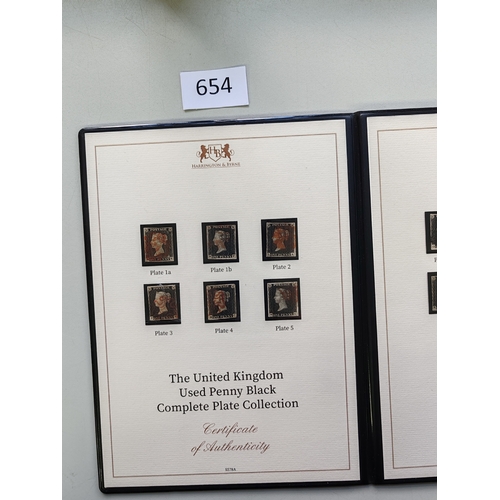 654
HB
HARRINGTON & BYRNE
Plate 1a Plate 1b Plate 2
Plate 3 Plate 4 Plate 5
The United Kingdom
Used Penny Black
Complete Plate Collection
Certificate
of Authenticity